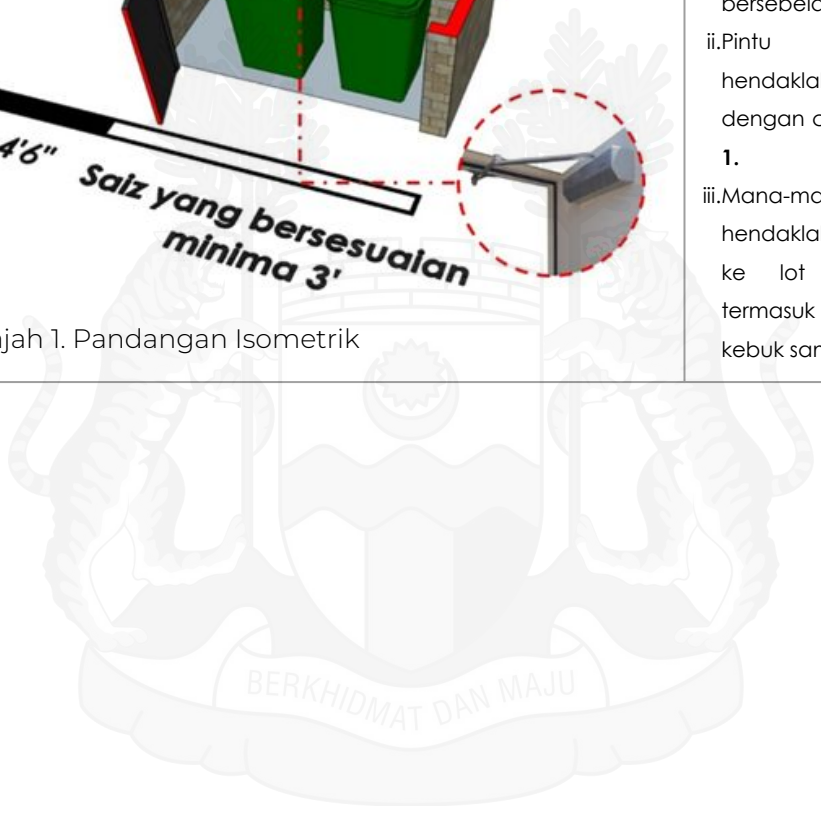 4'6"
Saiz yang bersesuaian
minima 3'
jah 1. Pandangan Isometrik
ii.Pintu
hendakla
dengan
1.
iii.Mana-ma
hendakla
ke lot
termasuk
kebuk
BERKHIDMAT DAN MAJU